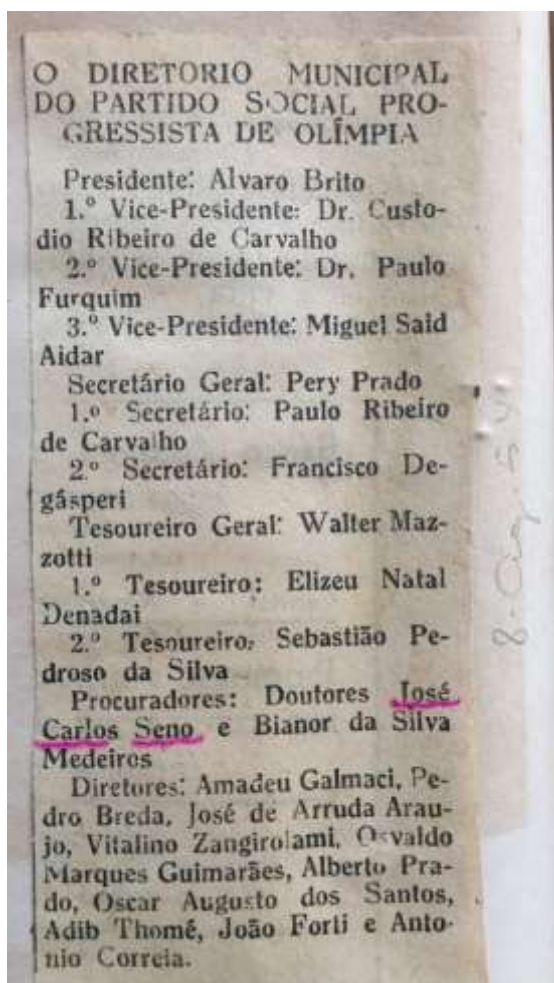 O DIRETORIO MUNICIPAL
DO PARTIDO SOCIAL PRO-
GRESSISTA DE OLÍMPIA
Presidente: Alvaro Brito
1.º Vice-Presidente: Dr. Custo-
dio Ribeiro de Carvalho
2.º Vice-Presidente: Dr. Paulo
Furquim
3.º Vice-Presidente: Miguel Said
Aidar
Secretário Geral: Pery Prado
1.º Secretário: Paulo Ribeiro
de Carvalho
2.º Secretário: Francisco De-
gásperi
Tesoureiro Geral: Walter Maz-
zotti
1.º Tesoureiro: Elizeu Natal
Denadai
2.º Tesoureiro: Sebastião Pe-
droso da Silva
Procuradores: Doutores José
Carlos Seno e Bianor da Silva
Medeiros
Diretores: Amadeu Galmaci, Pe-
dro Breda, José de Arruda Arau-
jo, Vitalino Zangirolami, Osvaldo
Marques Guimarães, Alberto Pra-
do, Oscar Augusto dos Santos,
Adib Thomé, João Forti e Anto-
nio Correia.